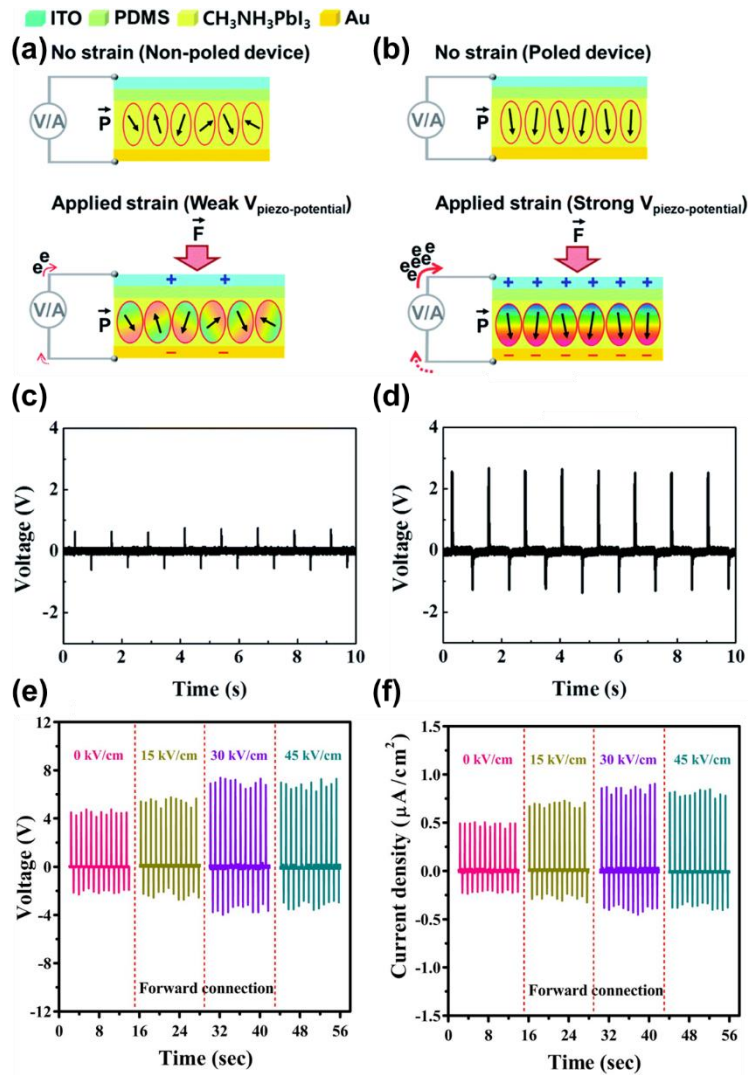 ITO PDMS CH₃NH₃PbI₃ Au
(a) No strain (Non-poled device)
V/A
P
Applied strain (Weak V piezo-potential)
F
e
e
+ +
V/A
P
– –
(b) No strain (Poled device)
V/A
P
Applied strain (Strong V piezo-potential)
F
e e
e e e
+ + + + + +
V/A
P
– – – – – –
(c)
4
2
0
-2
Voltage (V)
0 2 4 6 8 10
Time (s)
(d)
4
2
0
-2
Voltage (V)
0 2 4 6 8 10
Time (s)
(e)
12
8
4
0
-4
-8
-12
Voltage (V)
0 kV/cm 15 kV/cm 30 kV/cm 45 kV/cm
Forward connection
0 8 16 24 32 40 48 56
Time (sec)
(f)
1.5
1.0
0.5
0.0
-0.5
-1.0
-1.5
Current density (μA/cm²)
0 kV/cm 15 kV/cm 30 kV/cm 45 kV/cm
Forward connection
0 8 16 24 32 40 48 56
Time (sec)